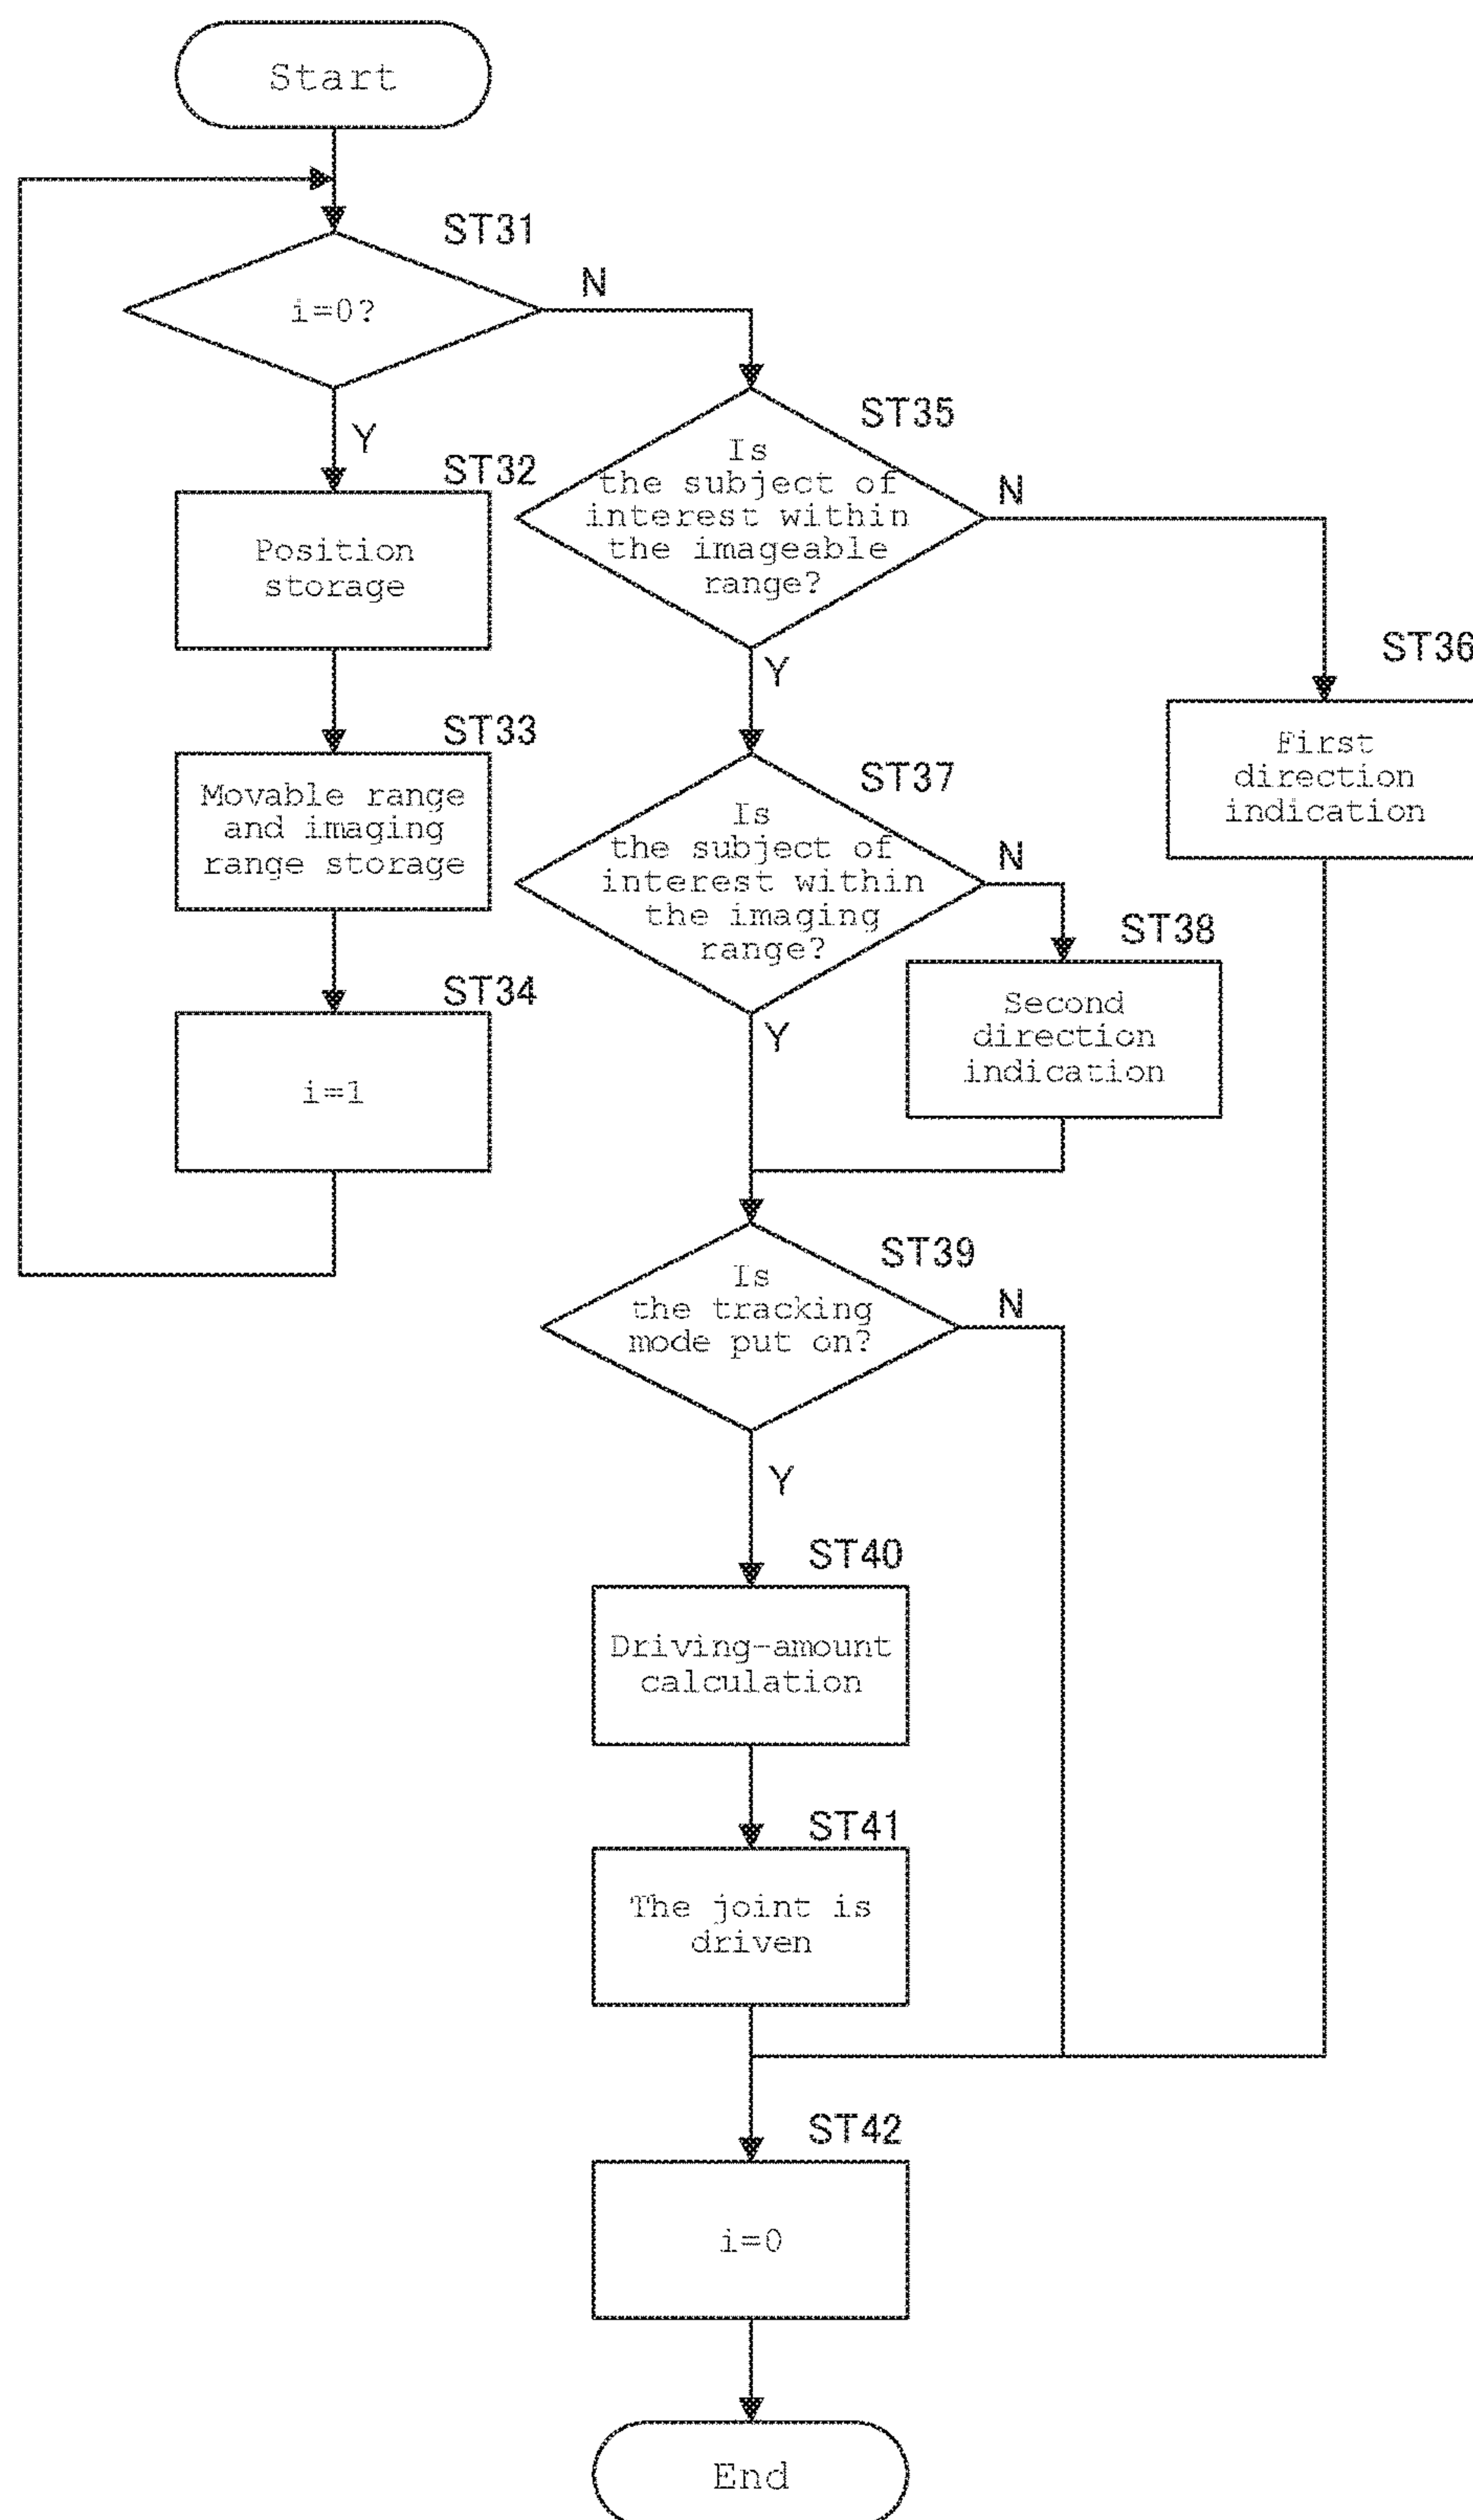 Start
ST31
i=0?
N
Y
ST32
Position
storage
ST33
Movable range
and imaging
range storage
ST34
i=1
ST35
Is
the subject of
interest within
the imageable
range?
N
Y
ST36
First
direction
indication
ST37
Is
the subject of
interest within
the imaging
range?
N
Y
ST38
Second
direction
indication
ST39
Is
the tracking
mode put on?
N
Y
ST40
Driving-amount
calculation
ST41
The joint is
driven
ST42
i=0
End